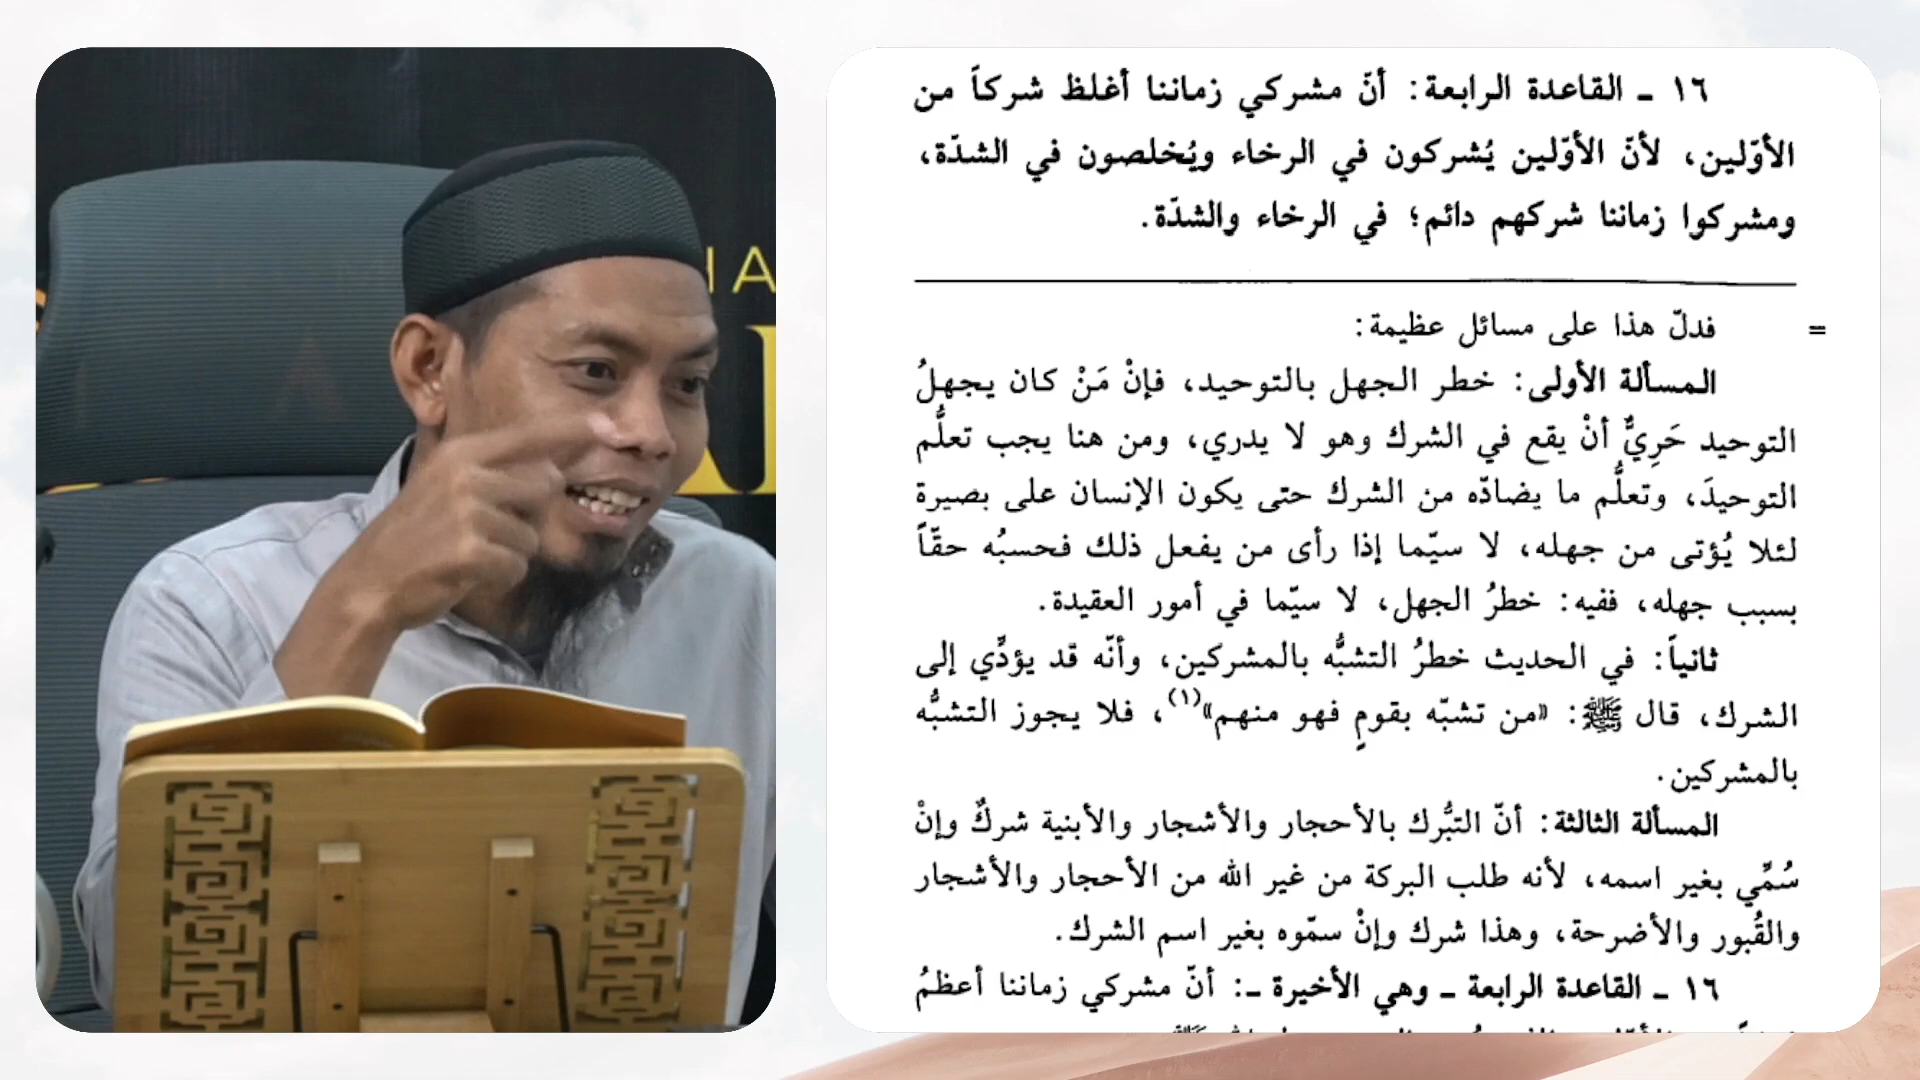 HA
١٦ ـ القاعدة الرابعة: أنّ مشركي زماننا أغلظ شركاً من
الأوّلين، لأنّ الأوّلين يُشركون في الرخاء ويُخلصون في الشدّة،
ومشركوا زماننا شركهم دائم؛ في الرخاء والشدّة.
= فدلّ هذا على مسائل عظيمة:
المسألة الأولى: خطر الجهل بالتوحيد، فإنْ مَنْ كان يجهلُ
التوحيد حَرِيٌّ أنْ يقع في الشرك وهو لا يدري، ومن هنا يجب تعلُّم
التوحيدَ، وتعلُّم ما يضادّه من الشرك حتى يكون الإنسان على بصيرة
لئلا يُؤتى من جهله، لا سيّما إذا رأى من يفعل ذلك فحسبُه حقّاً
بسبب جهله، ففيه: خطرُ الجهل، لا سيّما في أمور العقيدة.
ثانياً: في الحديث خطرُ التشبُّه بالمشركين، وأنّه قد يؤدِّي إلى
الشرك، قال ﷺ: «من تشبّه بقومٍ فهو منهم»(١)، فلا يجوز التشبُّه
بالمشركين.
المسألة الثالثة: أنّ التبُّرك بالأحجار والأشجار والأبنية شركٌ وإنْ
سُمِّي بغير اسمه، لأنه طلب البركة من غير الله من الأحجار والأشجار
والقُبور والأضرحة، وهذا شرك وإنْ سمّوه بغير اسم الشرك.
١٦ ـ القاعدة الرابعة ـ وهي الأخيرة ـ: أنّ مشركي زماننا أعظمُ